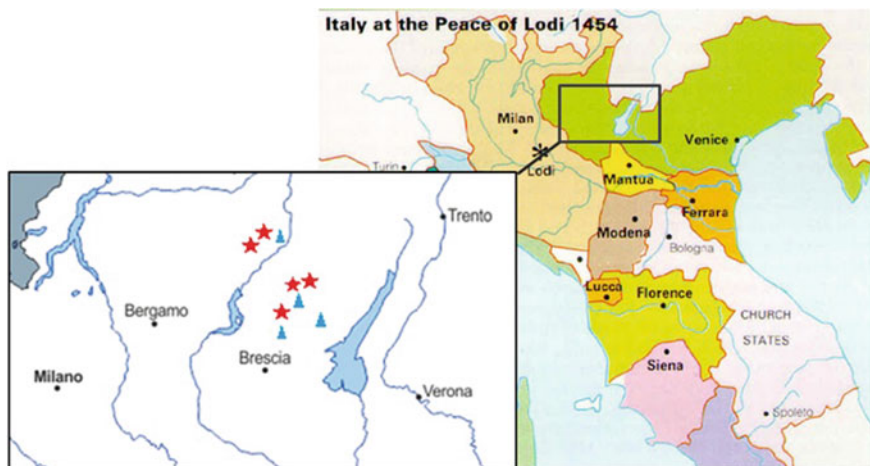 Italy at the Peace of Lodi 1454
Milan
Venice
Turin
Lodi
Mantua
Ferrara
Modena
Bologna
Lucca
Florence
CHURCH
STATES
Siena
Spoleto
Trento
Bergamo
Brescia
Milano
Verona